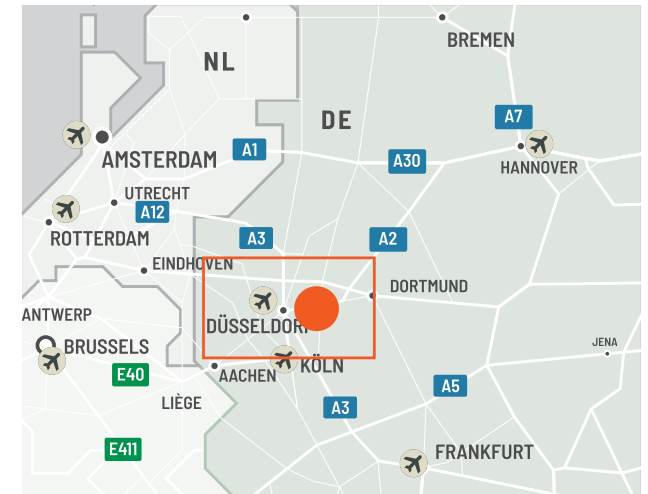 BREMEN
NL
DE
A7
AMSTERDAM
A1
A30
HANNOVER
UTRECHT
A12
ROTTERDAM
A3
A2
EINDHOVEN
DORTMUND
ANTWERP
DÜSSELDORF
BRUSSELS
JENA
KÖLN
E40
AACHEN
A5
LIÈGE
A3
E411
FRANKFURT